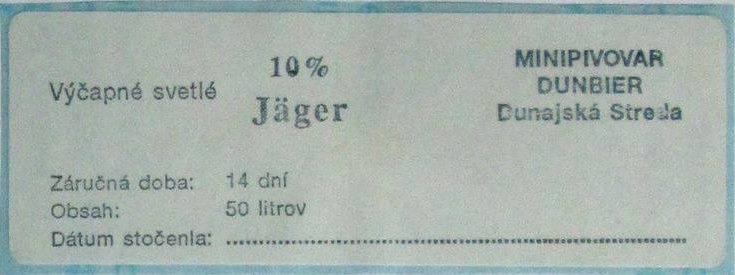 Výčapné svetlé
10%
Jäger
MINIPIVOVAR
DUNBIER
Dunajská Streda
Záručná doba: 14 dní
Obsah: 50 litrov
Dátum stočenia: ........................................